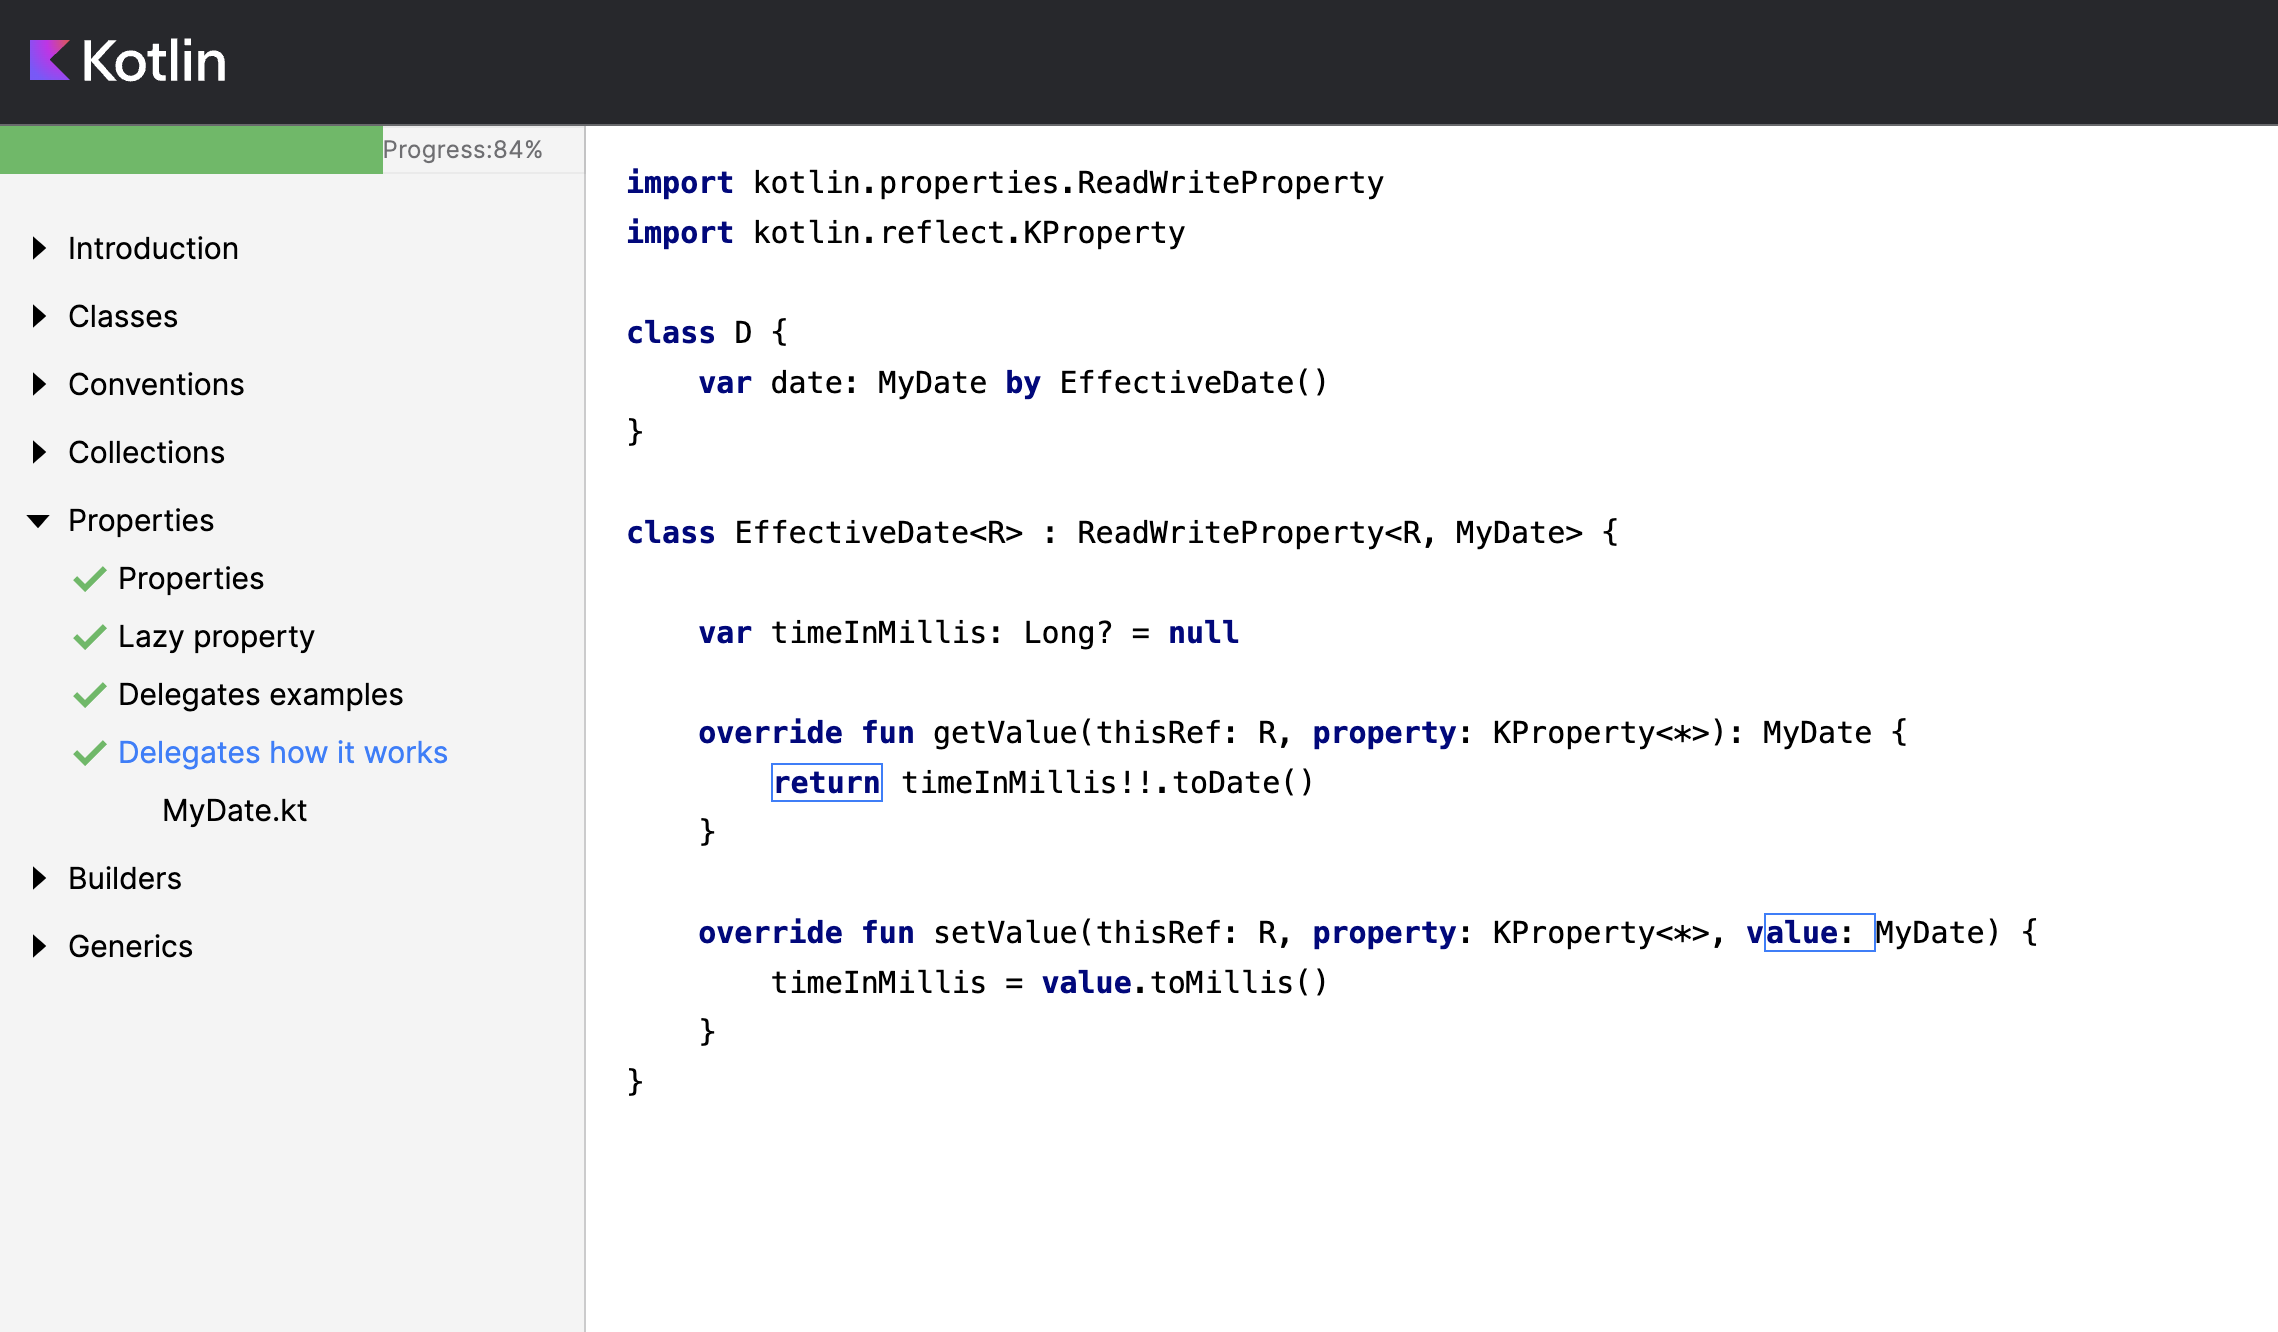 Kotlin
Progress:84%
Introduction
Classes
Conventions
Collections
Properties
Properties
Lazy property
Delegates examples
Delegates how it works
MyDate.kt
Builders
Generics
import kotlin.properties.ReadWriteProperty
import kotlin.reflect.KProperty
class D {
    var date: MyDate by EffectiveDate()
}
class EffectiveDate<R> : ReadWriteProperty<R, MyDate> {
    var timeInMillis: Long? = null
    override fun getValue(thisRef: R, property: KProperty<*>): MyDate {
        return timeInMillis!!.toDate()
    }
    override fun setValue(thisRef: R, property: KProperty<*>, value: MyDate) {
        timeInMillis = value.toMillis()
    }
}